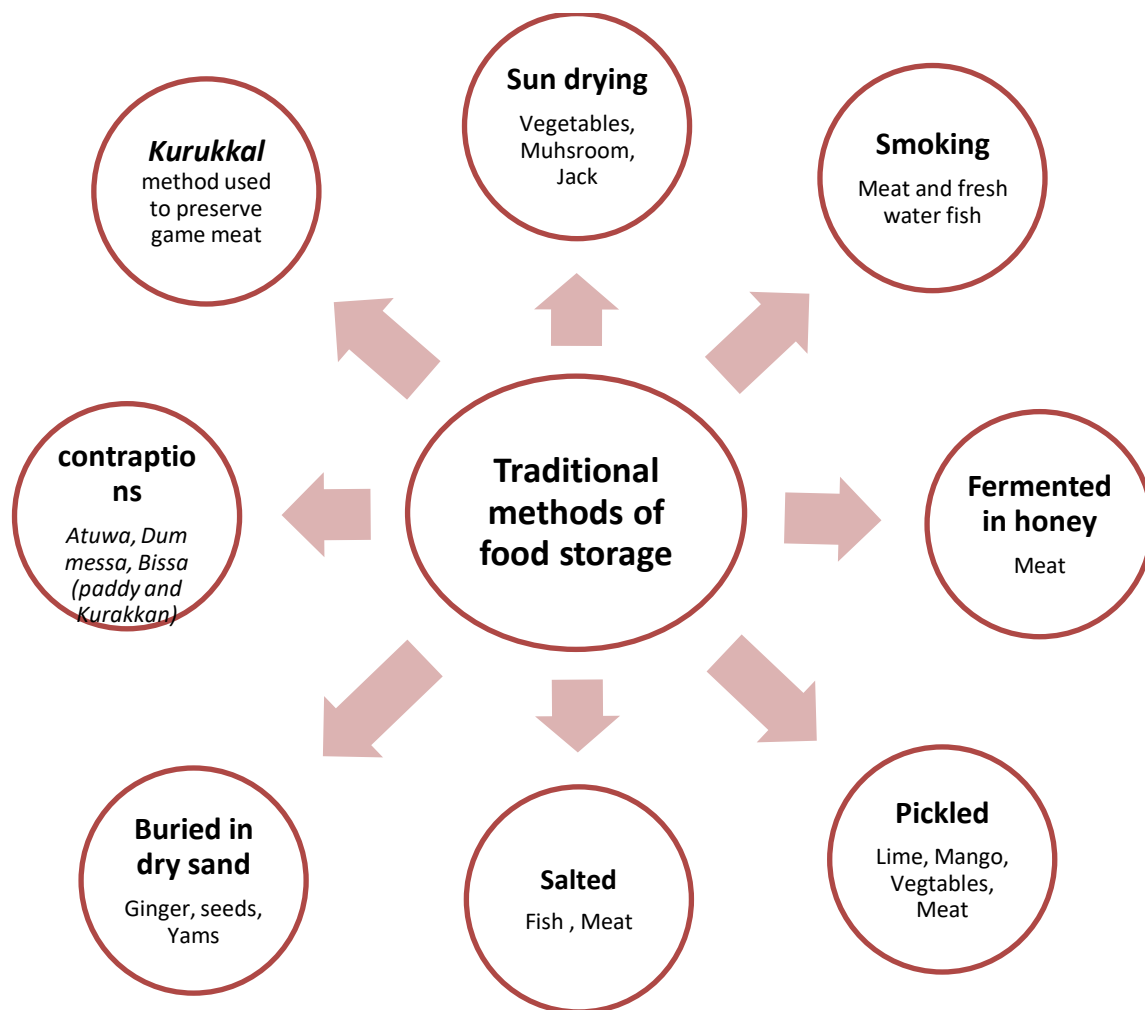 Sun drying
Vegetables,
Muhsroom,
Jack
Smoking
Meat and fresh
water fish
Fermented
in honey
Meat
Pickled
Lime, Mango,
Vegtables,
Meat
Salted
Fish , Meat
Buried in
dry sand
Ginger, seeds,
Yams
contraptio
ns
Atuwa, Dum
messa, Bissa
(paddy and
Kurakkan)
Kurukkal
method used
to preserve
game meat
Traditional
methods of
food storage